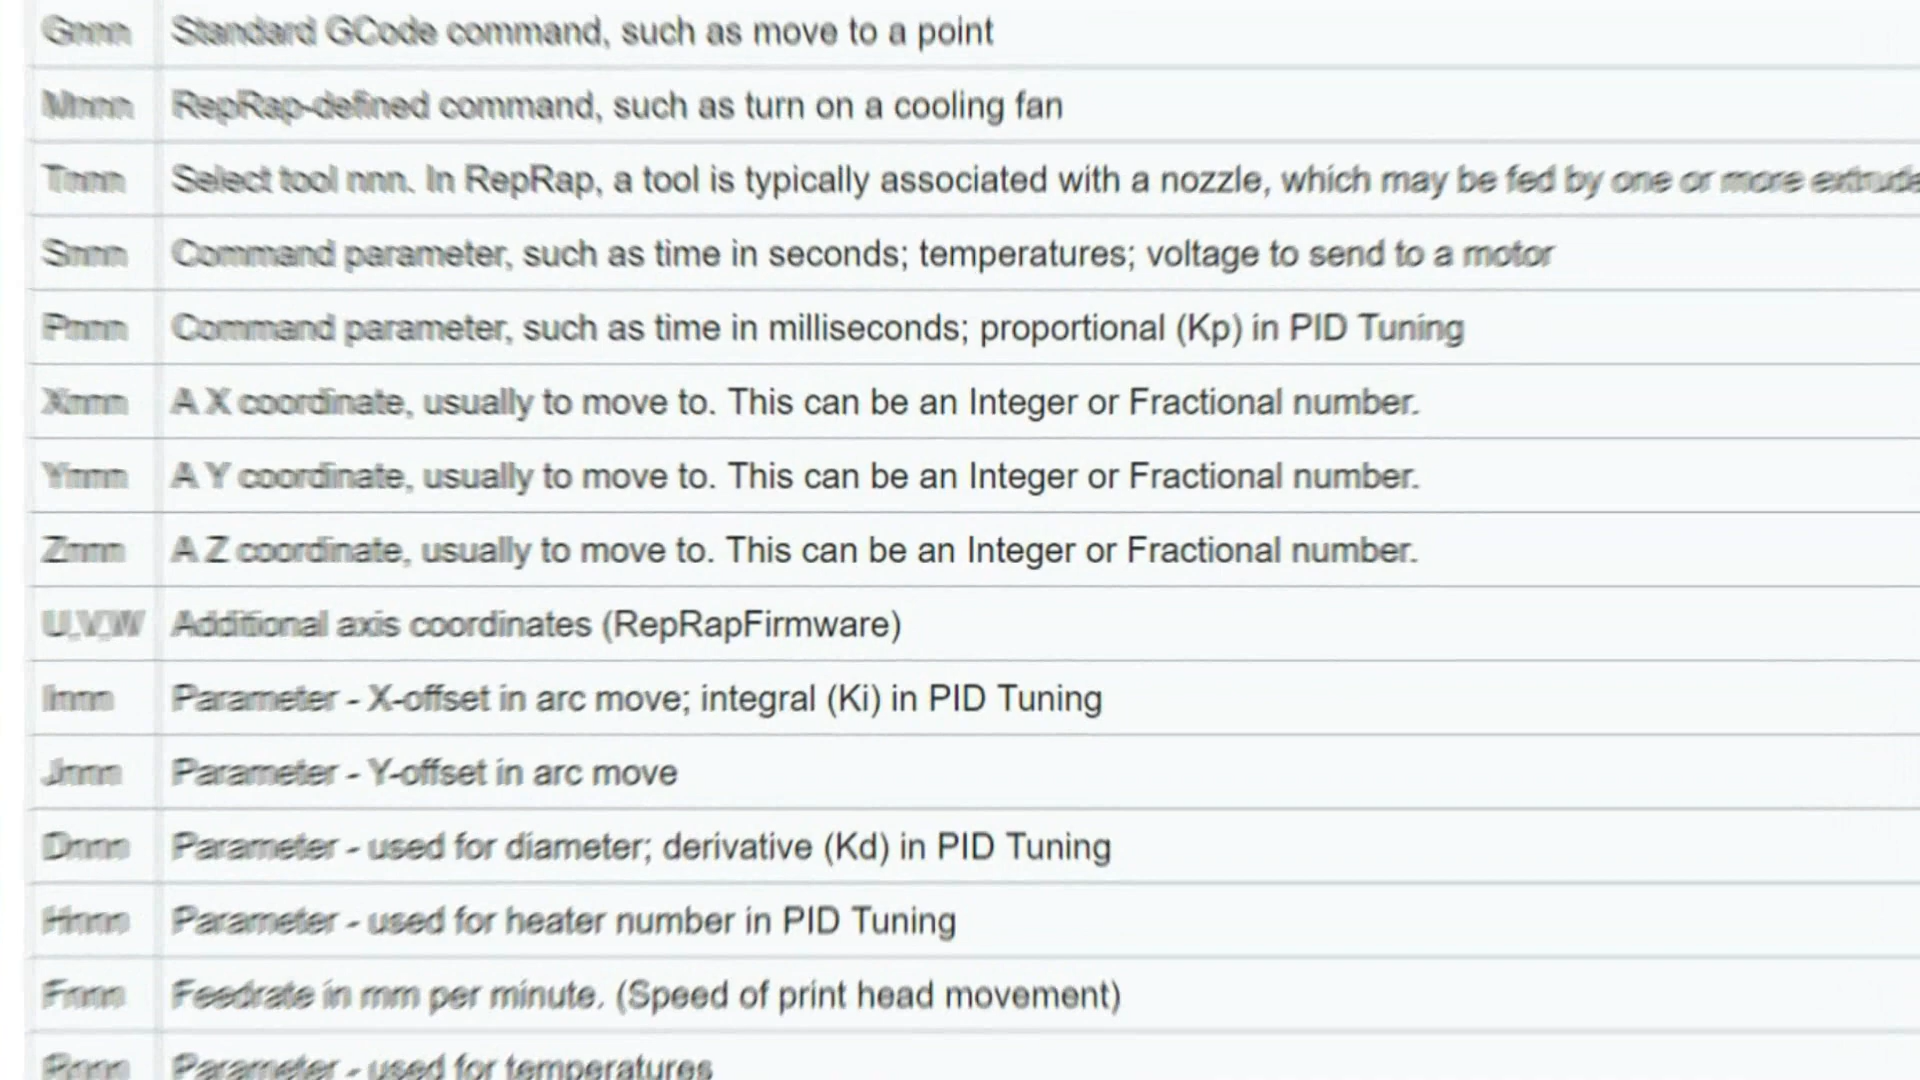 Gnnn Standard GCode command, such as move to a point
Mnnn RepRap-defined command, such as turn on a cooling fan
Tnnn Select tool nnn. In RepRap, a tool is typically associated with a nozzle, which may be fed by one or more extrude
Snnn Command parameter, such as time in seconds; temperatures; voltage to send to a motor
Pnnn Command parameter, such as time in milliseconds; proportional (Kp) in PID Tuning
Xnnn A X coordinate, usually to move to. This can be an Integer or Fractional number.
Ynnn A Y coordinate, usually to move to. This can be an Integer or Fractional number.
Znnn A Z coordinate, usually to move to. This can be an Integer or Fractional number.
U,V,W Additional axis coordinates (RepRapFirmware)
Innn Parameter - X-offset in arc move; integral (Ki) in PID Tuning
Jnnn Parameter - Y-offset in arc move
Dnnn Parameter - used for diameter; derivative (Kd) in PID Tuning
Hnnn Parameter - used for heater number in PID Tuning
Fnnn Feedrate in mm per minute. (Speed of print head movement)
Rnnn Parameter - used for temperatures